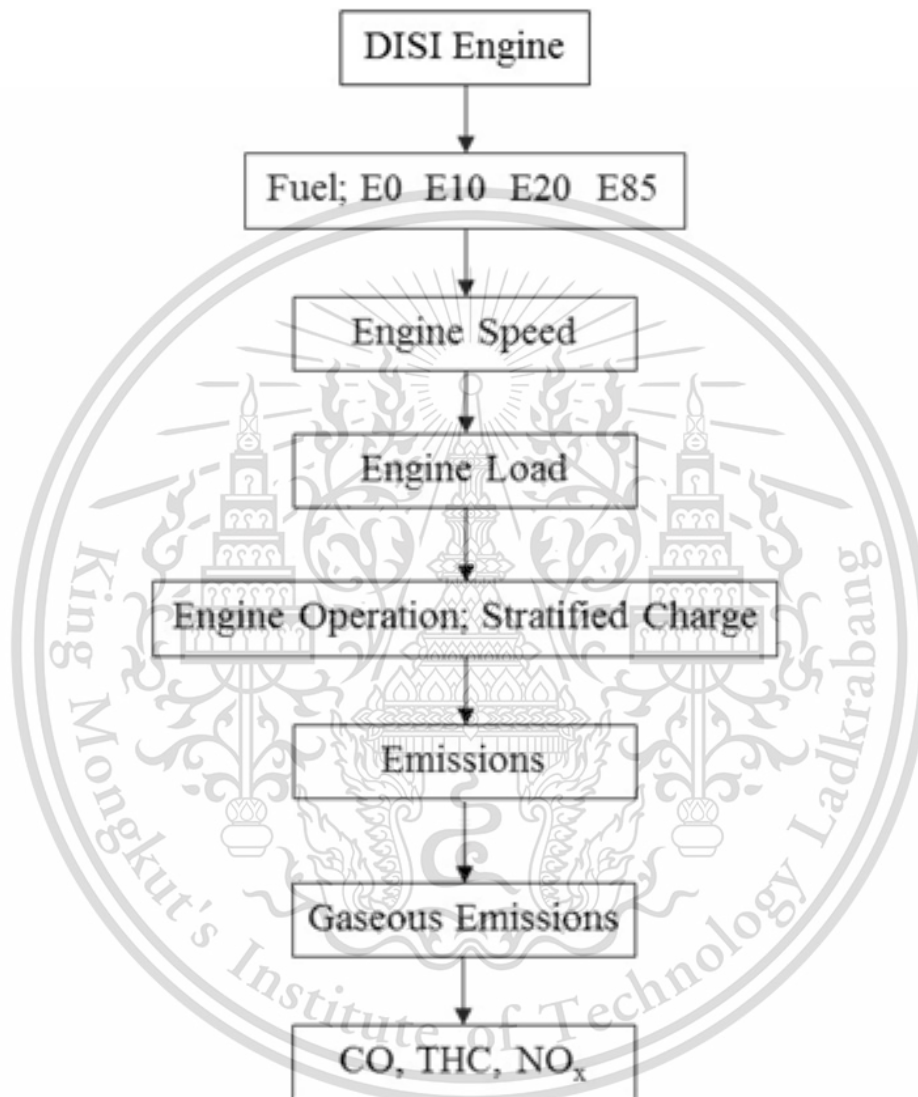 DISI Engine
Fuel; E0 E10 E20 E85
Engine Speed
Engine Load
Engine Operation; Stratified Charge
Emissions
Gaseous Emissions
CO, THC, NOₓ
King Mongkut's Institute of Technology Ladkrabang